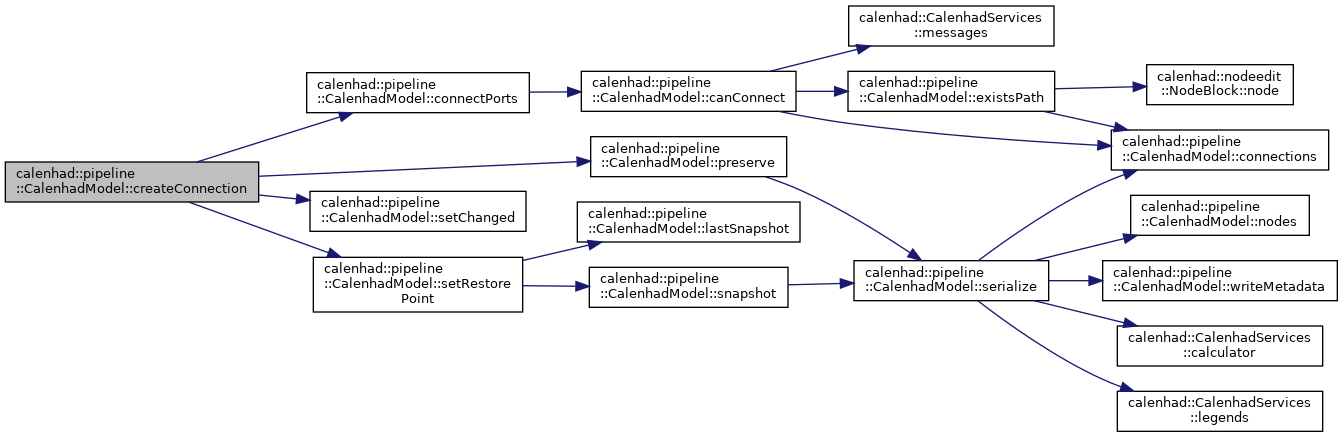 calenhad::pipeline
::CalenhadModel::createConnection
calenhad::pipeline
::CalenhadModel::connectPorts
calenhad::pipeline
::CalenhadModel::preserve
calenhad::pipeline
::CalenhadModel::setChanged
calenhad::pipeline
::CalenhadModel::setRestore
Point
calenhad::pipeline
::CalenhadModel::canConnect
calenhad::pipeline
::CalenhadModel::lastSnapshot
calenhad::pipeline
::CalenhadModel::snapshot
calenhad::CalenhadServices
::messages
calenhad::pipeline
::CalenhadModel::existsPath
calenhad::pipeline
::CalenhadModel::serialize
calenhad::nodeedit
::NodeBlock::node
calenhad::pipeline
::CalenhadModel::connections
calenhad::pipeline
::CalenhadModel::nodes
calenhad::pipeline
::CalenhadModel::writeMetadata
calenhad::CalenhadServices
::calculator
calenhad::CalenhadServices
::legends